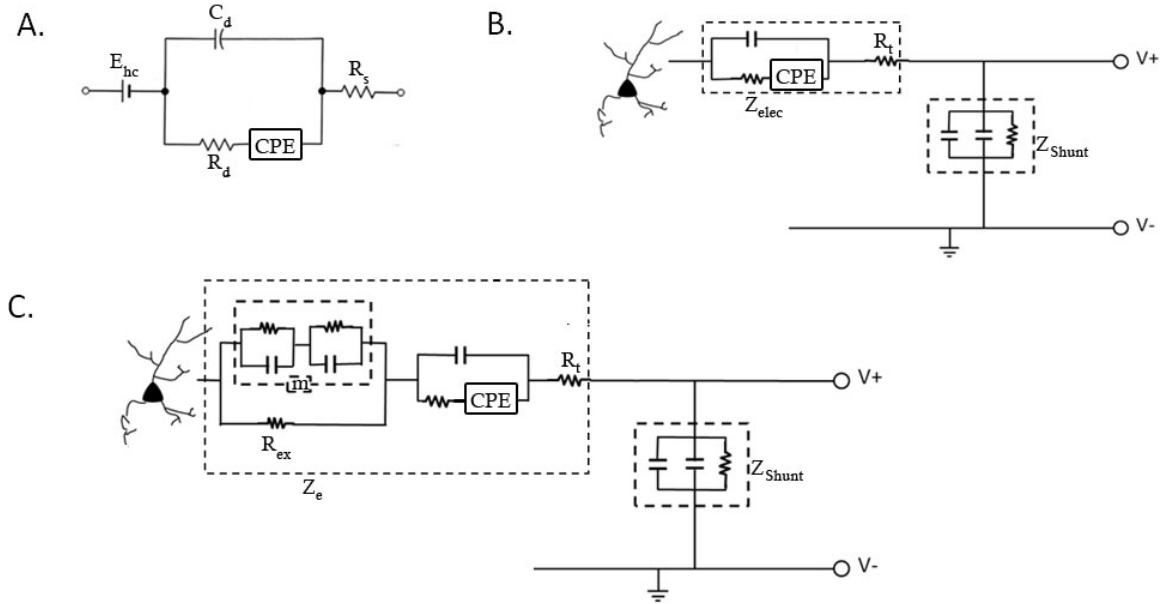 A.
C_d
E_hc
R_s
R_d
CPE
B.
R_t
CPE
Z_elec
V+
Z_Shunt
V-
C.
m
R_ex
Z_e
CPE
R_t
V+
Z_Shunt
V-